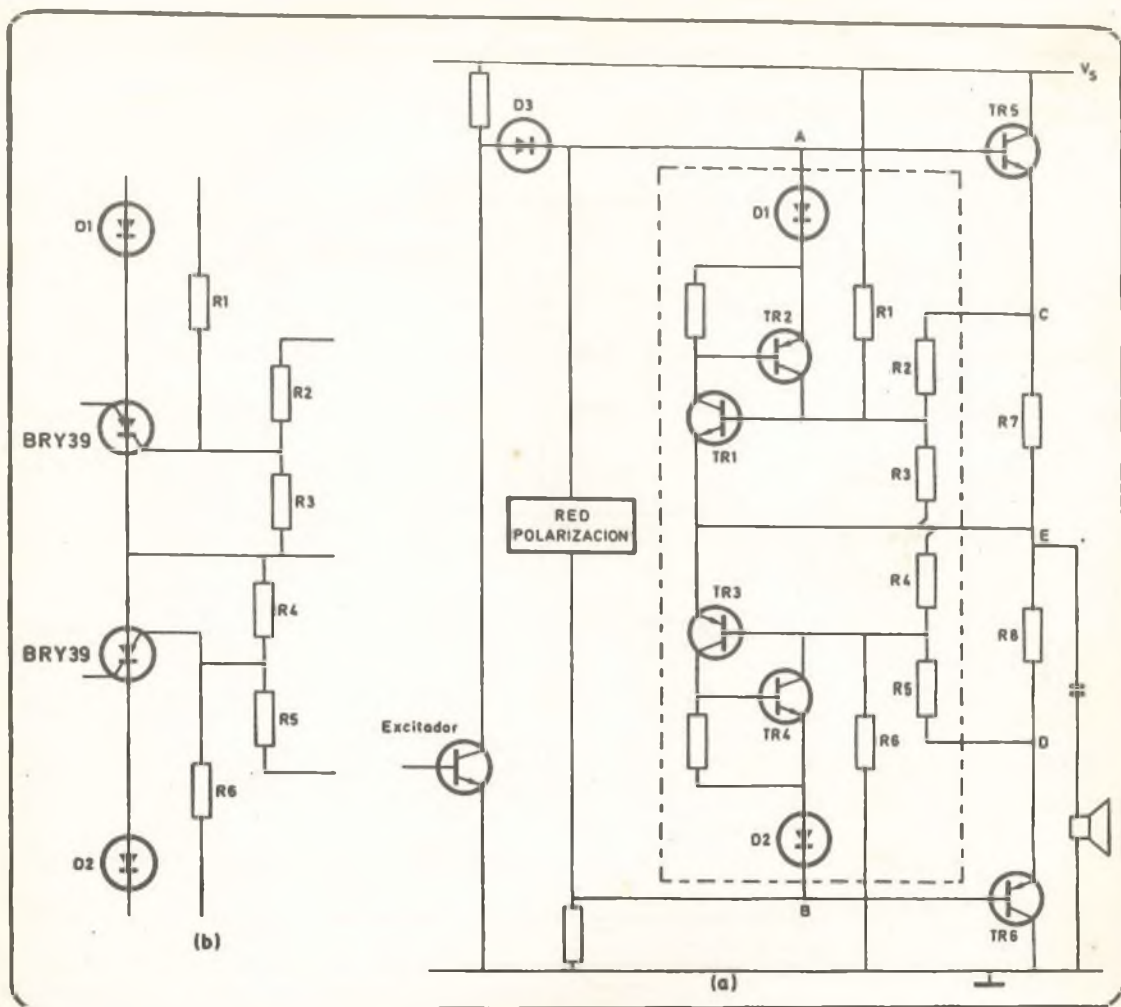 D1
R1
R2
BRY39
R3
R4
BRY39
R5
R6
D2
(b)
Vs
D3
TR5
A
D1
TR2
R1
C
R2
R7
TR1
R3
RED
POLARIZACION
E
TR3
R4
R8
R5
TR4
R6
D
Excitador
D2
B
TR6
(a)